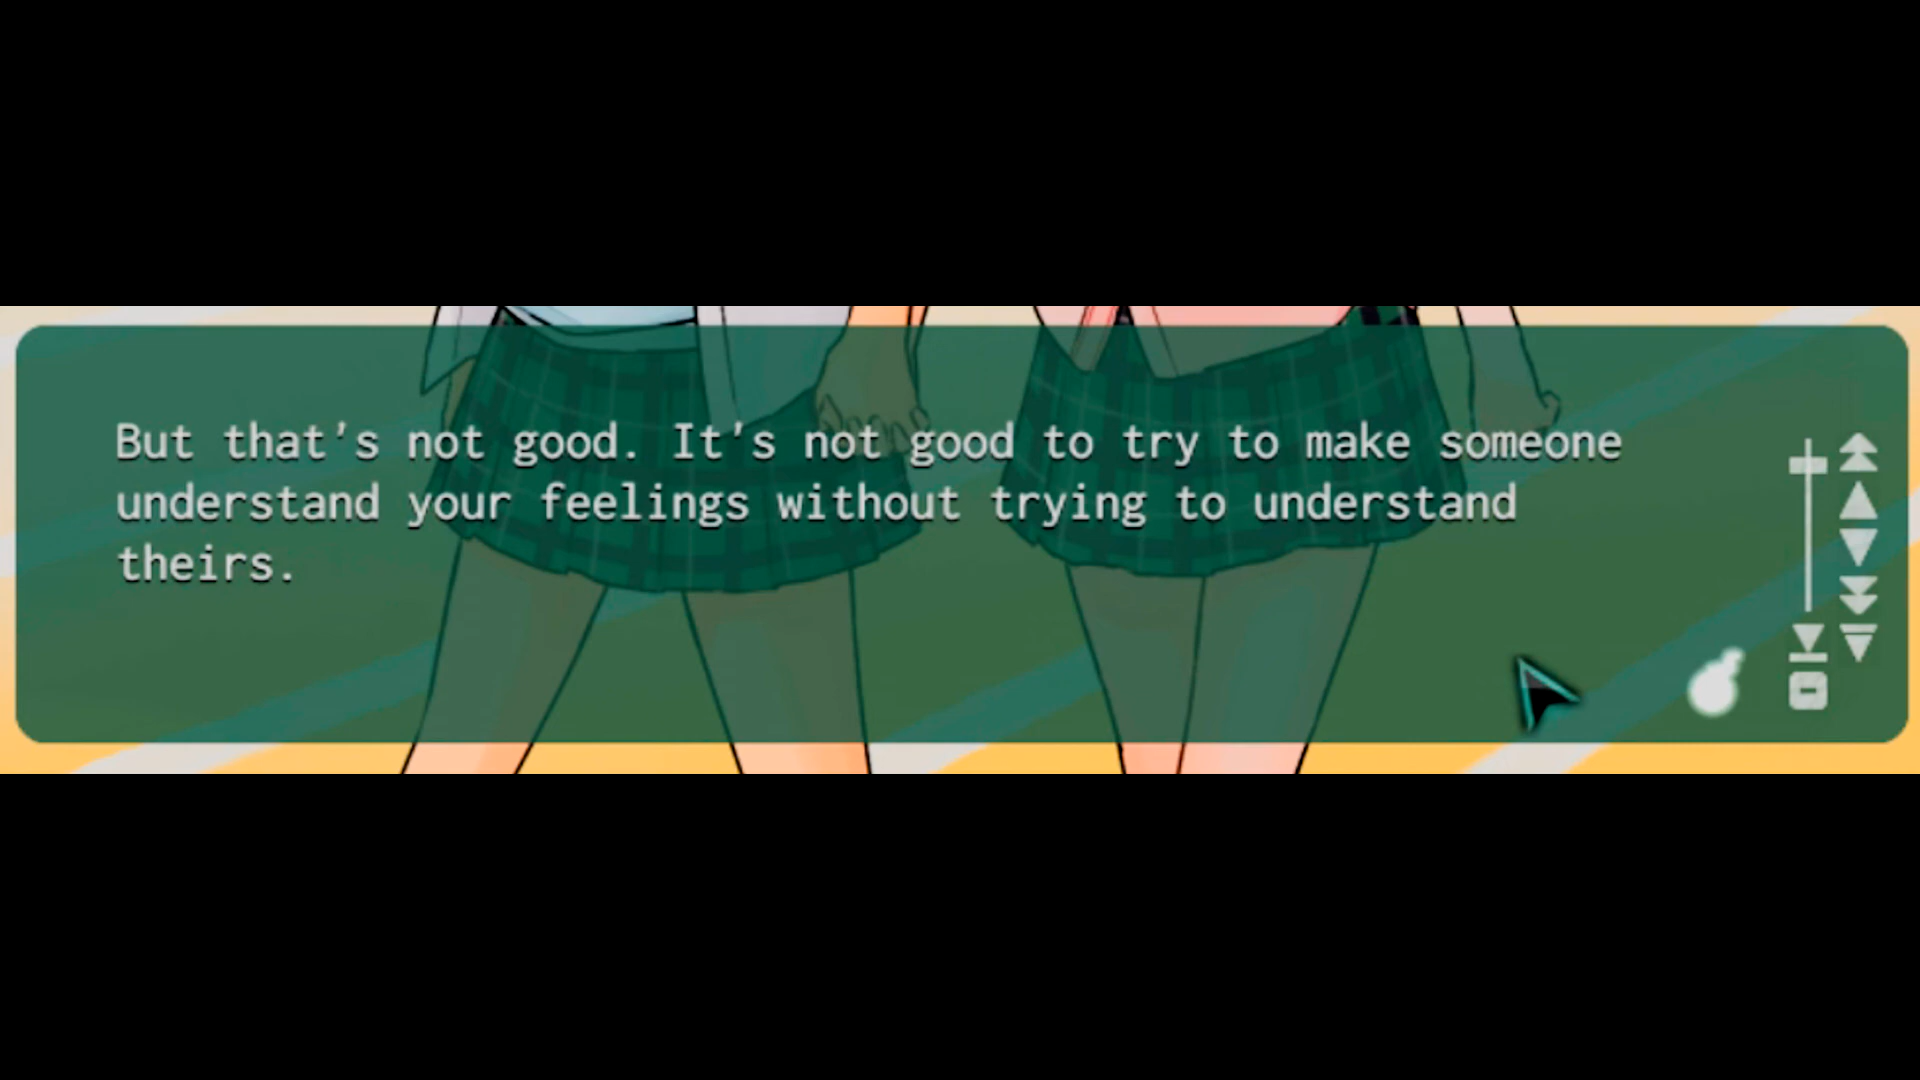 But that's not good. It's not good to try to make someone
understand your feelings without trying to understand
theirs.